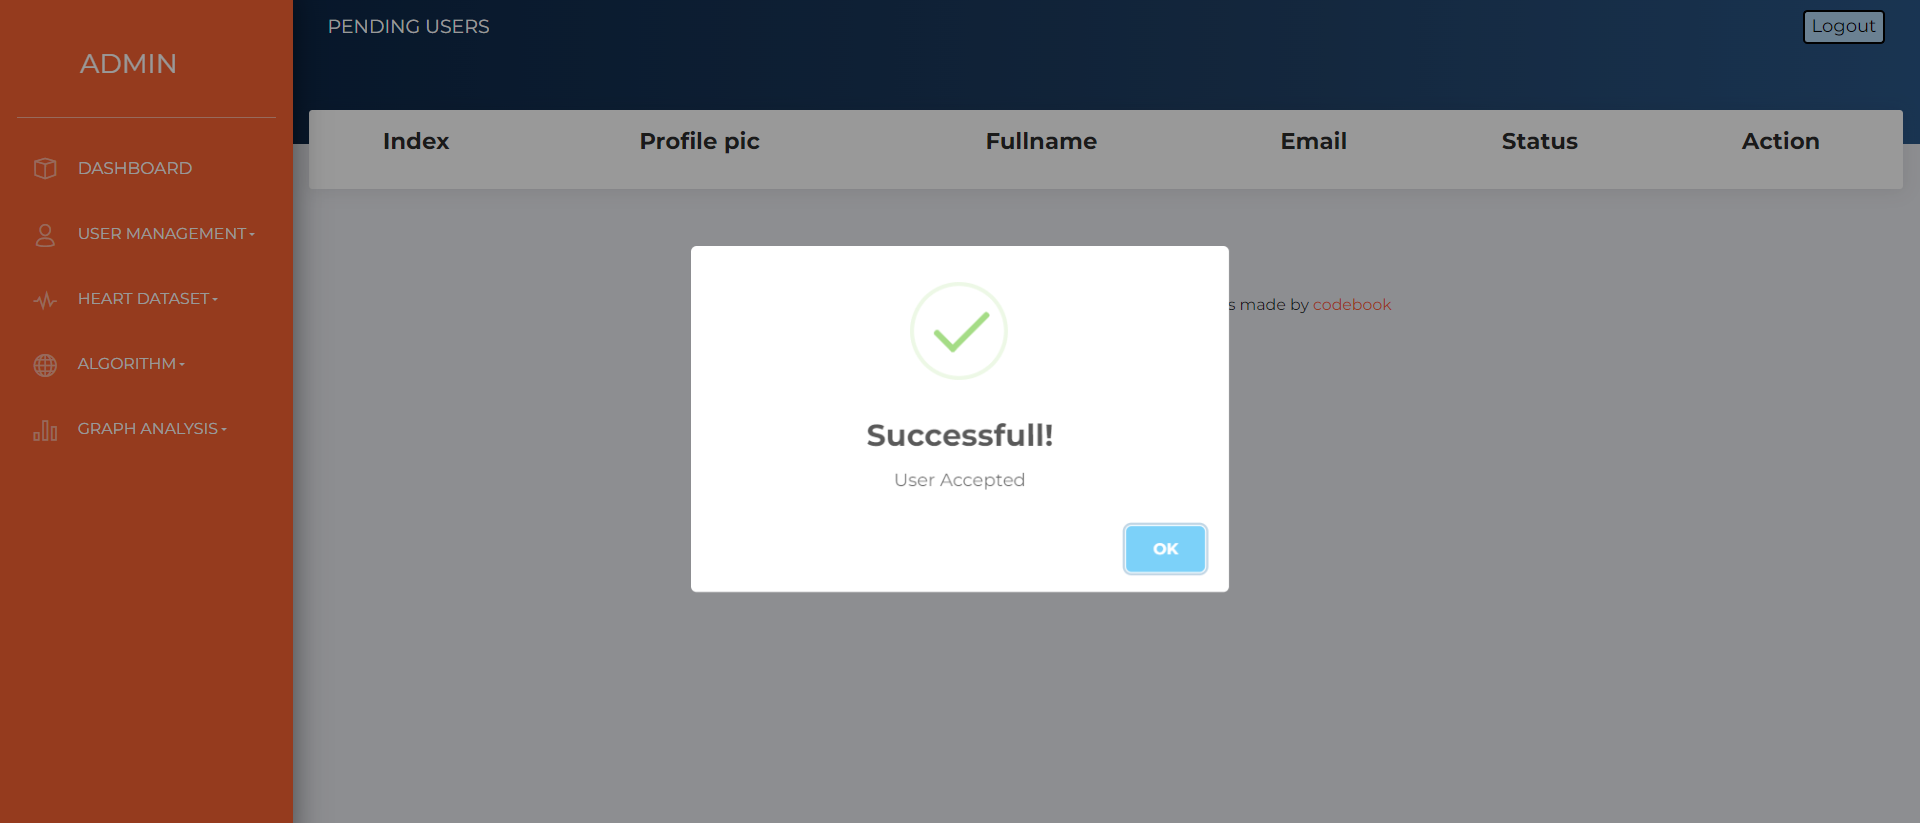 ADMIN
DASHBOARD
USER MANAGEMENT
HEART DATASET
ALGORITHM
GRAPH ANALYSIS
PENDING USERS
Logout
Index Profile pic Fullname Email Status Action
made by codebook
Successfull!
User Accepted
OK